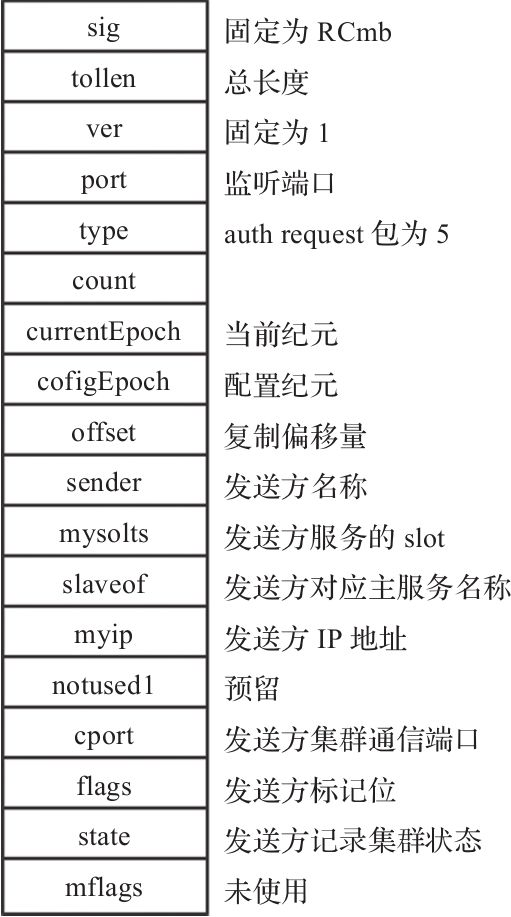 sig 固定为 RCmb
tollen 总长度
ver 固定为 1
port 监听端口
type auth request 包为 5
count
currentEpoch 当前纪元
cofigEpoch 配置纪元
offset 复制偏移量
sender 发送方名称
mysolts 发送方服务的 slot
slaveof 发送方对应主服务名称
myip 发送方 IP 地址
notused1 预留
cport 发送方集群通信端口
flags 发送方标记位
state 发送方记录集群状态
mflags 未使用